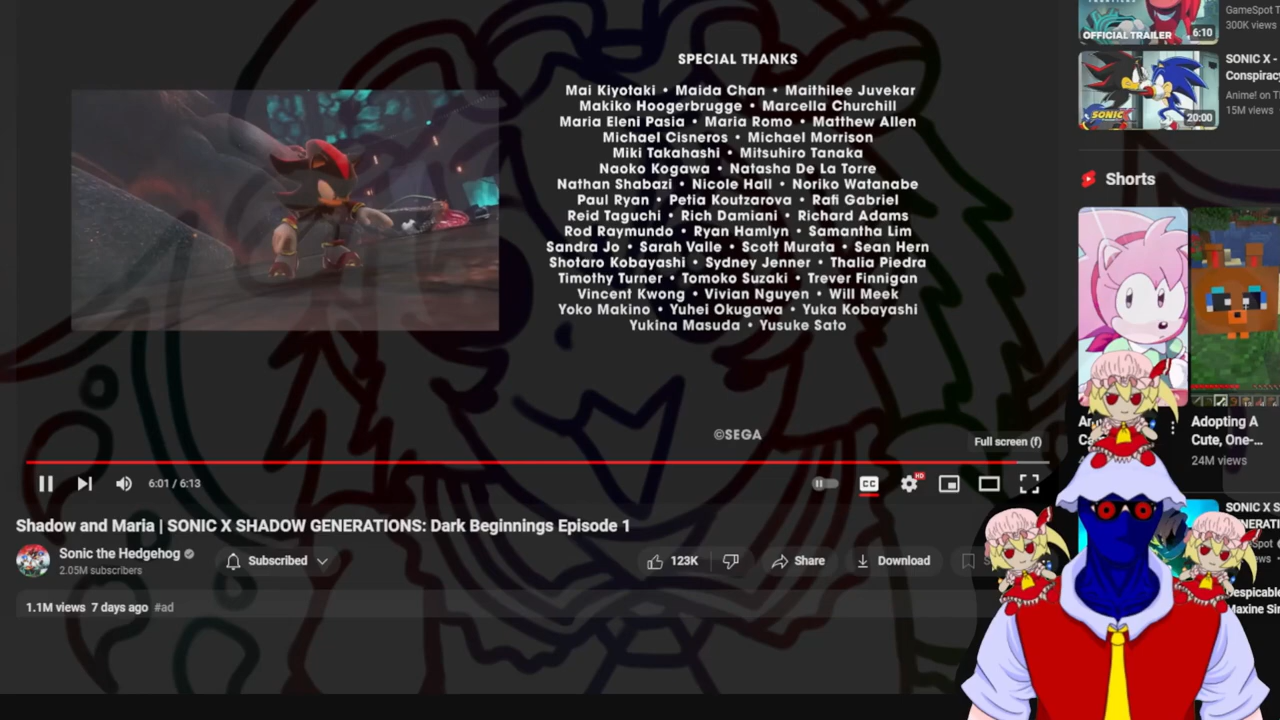 SPECIAL THANKS
Mai Kiyotaki • Maida Chan • Maithilee Juvekar
Makiko Hoogerbrugge • Marcella Churchill
Maria Eleni Pasia • Maria Romo • Matthew Allen
Michael Cisneros • Michael Morrison
Miki Takahashi • Mitsuhiro Tanaka
Naoko Kogawa • Natasha De La Torre
Nathan Shabazi • Nicole Hall • Noriko Watanabe
Paul Ryan • Petia Koutzarova • Rafi Gabriel
Reid Taguchi • Rich Damiani • Richard Adams
Rod Raymundo • Ryan Hamlyn • Samantha Lim
Sandra Jo • Sarah Valle • Scott Murata • Sean Hern
Shotaro Kobayashi • Sydney Jenner • Thalia Piedra
Timothy Turner • Tomoko Suzaki • Trever Finnigan
Vincent Kwong • Vivian Nguyen • Will Meek
Yoko Makino • Yuhei Okugawa • Yuka Kobayashi
Yukina Masuda • Yusuke Sato
©SEGA
Full screen (f)
6:01 / 6:13
CC
HD
Shadow and Maria | SONIC X SHADOW GENERATIONS: Dark Beginnings Episode 1
Sonic the Hedgehog
2.05M subscribers
Subscribed
123K
Share
Download
1.1M views 7 days ago #ad
OFFICIAL TRAILER
6:10
GameSpot T
300K views
SONIC
20:00
SONIC X -
Conspirac
Anime! on Th
15M views
Shorts
Adopting A
Cute, One-...
24M views
SONIC X S